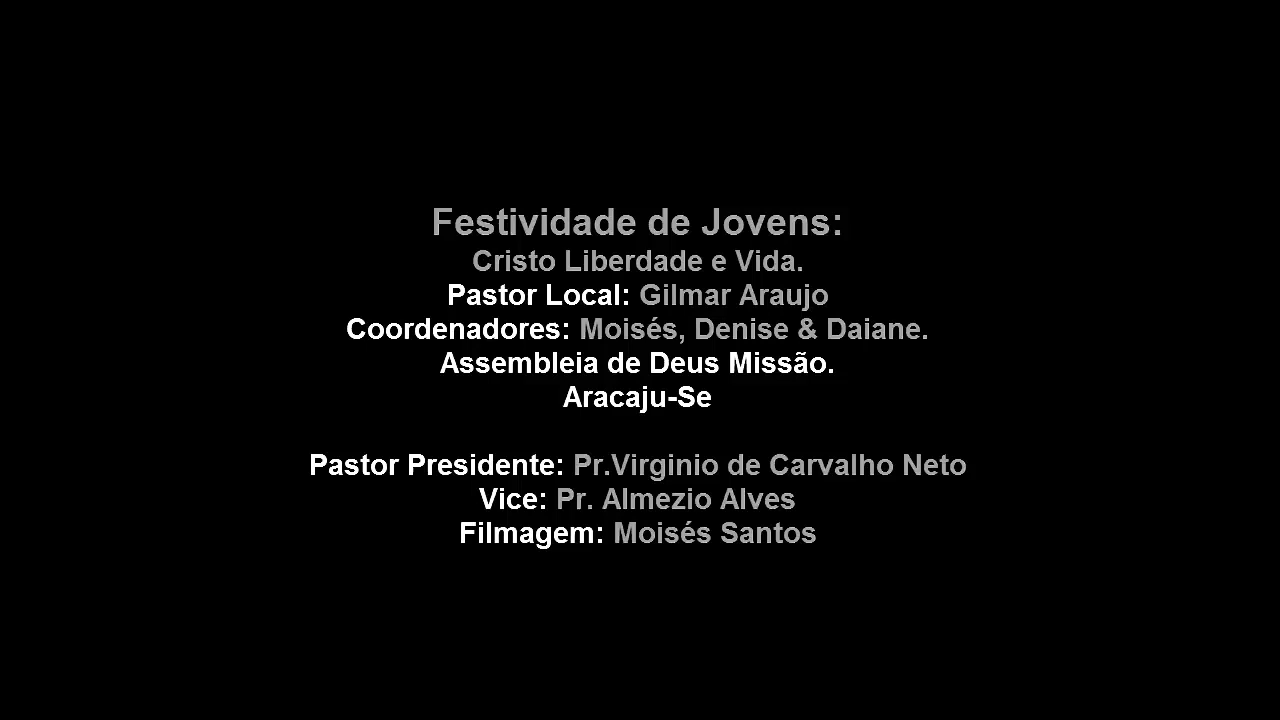 Festividade de Jovens:
Cristo Liberdade e Vida.
Pastor Local: Gilmar Araujo
Coordenadores: Moisés, Denise & Daiane.
Assembleia de Deus Missão.
Aracaju-Se
Pastor Presidente: Pr.Virginio de Carvalho Neto
Vice: Pr. Almezio Alves
Filmagem: Moisés Santos